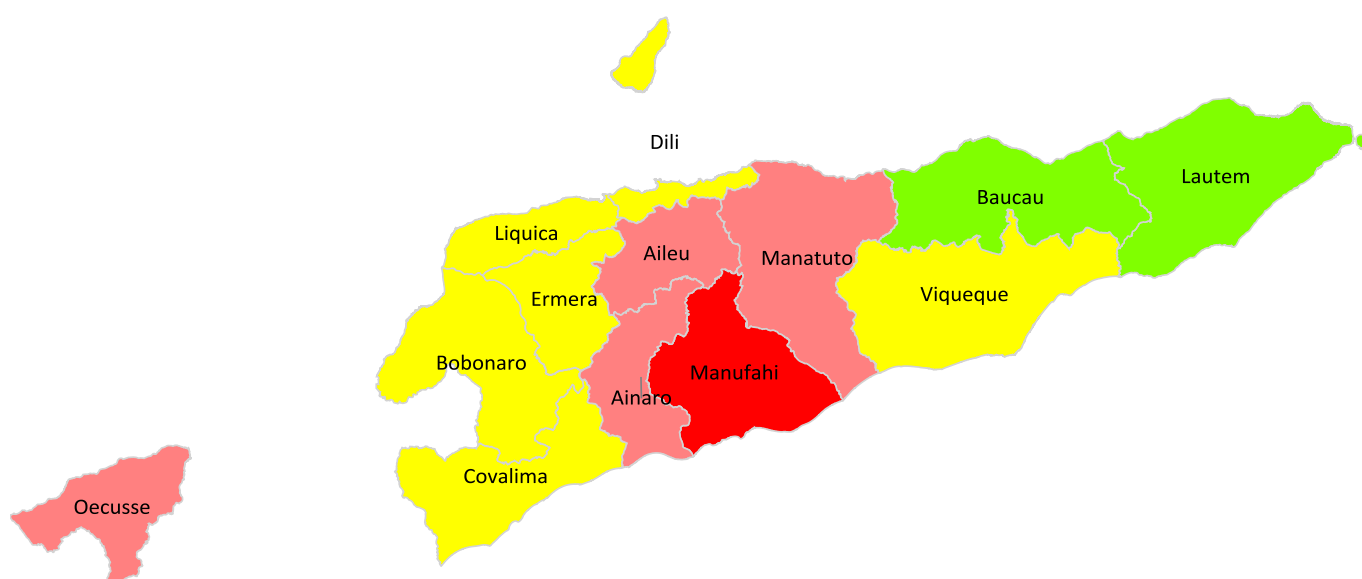 Dili
Lautem
Baucau
Liquica
Aileu
Manatuto
Viqueque
Ermera
Bobonaro
Manufahi
Ainaro
Covalima
Oecusse